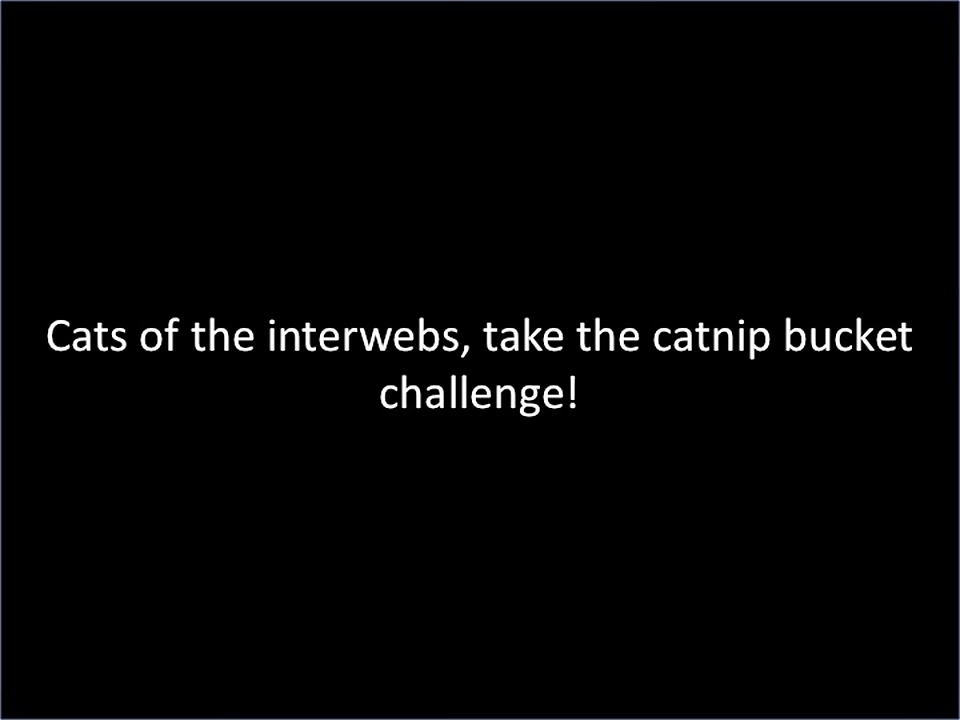 Cats of the interwebs, take the catnip bucket
challenge!